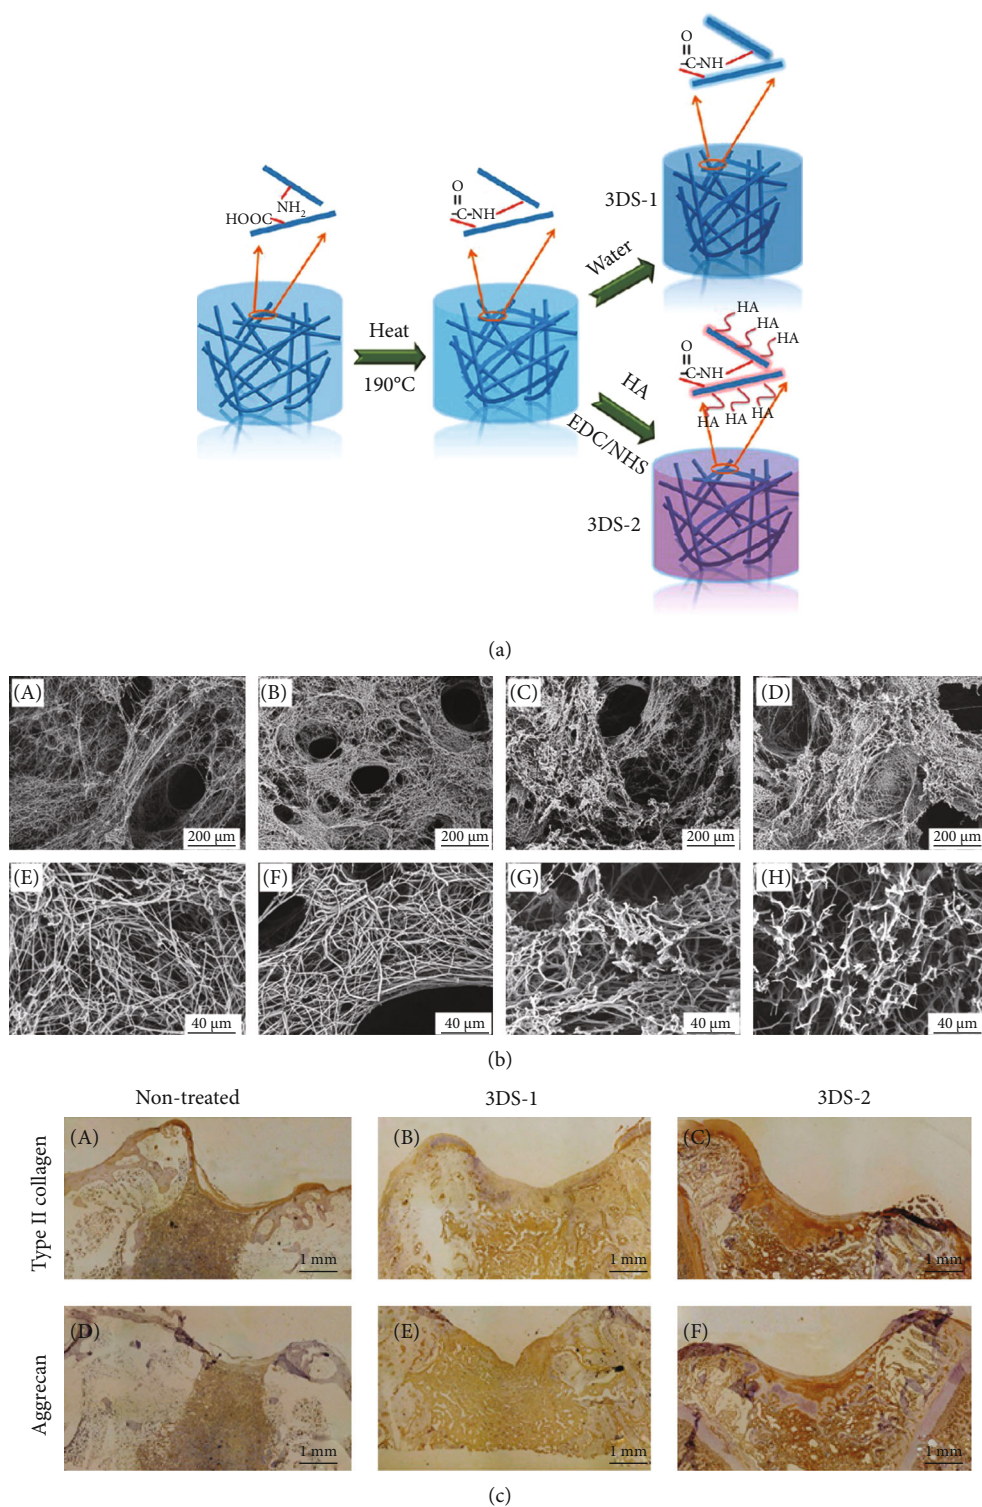 O
-C-NH
3DS-1
NH2
HOOC
O
-C-NH
Water
Heat
190°C
HA
HA
HA
O
-C-NH
HA
HA
HA
HA
EDC/NHS
3DS-2
(a)
(A)
200 μm
(B)
200 μm
(C)
200 μm
(D)
200 μm
(E)
40 μm
(F)
40 μm
(G)
40 μm
(H)
40 μm
(b)
Non-treated
3DS-1
3DS-2
Type II collagen
(A)
1 mm
(B)
1 mm
(C)
1 mm
Aggrecan
(D)
1 mm
(E)
1 mm
(F)
1 mm
(c)